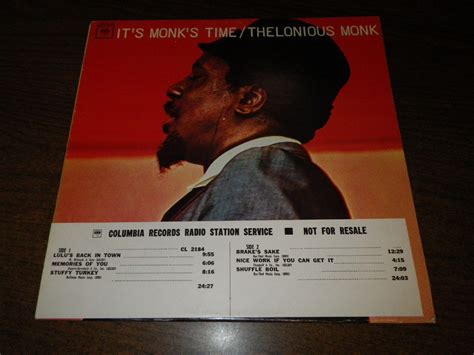 IT'S MONK'S TIME/THELONIOUS MONK
COLUMBIA RECORDS RADIO STATION SERVICE NOT FOR RESALE
SIDE 1 CL 2184
LULU'S BACK IN TOWN 9:55
MEMORIES OF YOU 6:06
STUFFY TURKEY 8:16
24:27
SIDE 2
BRAKE'S SAKE 12:29
NICE WORK IF YOU CAN GET IT 4:15
SHUFFLE BOIL 7:09
24:03